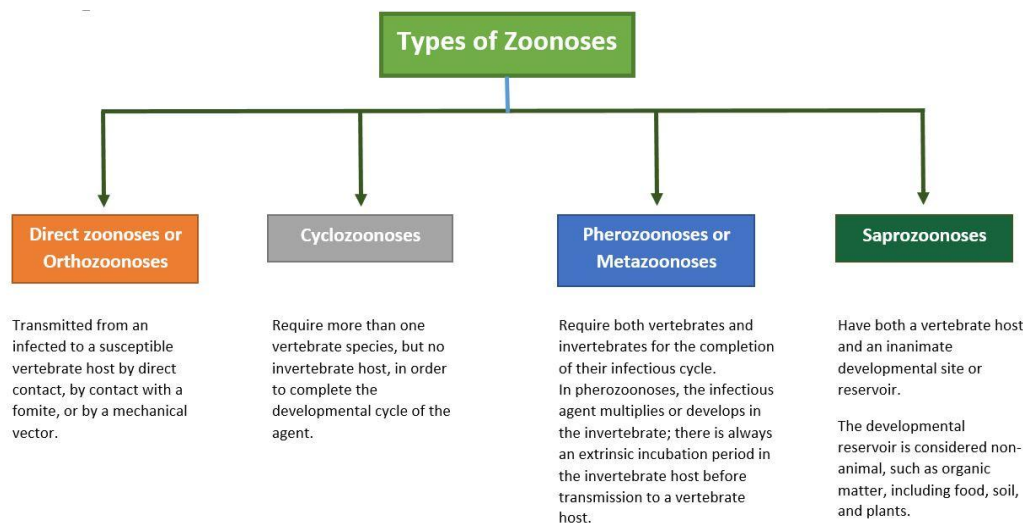 Types of Zoonoses
Direct zoonoses or
Orthozoonoses
Transmitted from an
infected to a susceptible
vertebrate host by direct
contact, by contact with a
fomite, or by a mechanical
vector.
Cyclozoonoses
Require more than one
vertebrate species, but no
invertebrate host, in order
to complete the
developmental cycle of the
agent.
Pherozoonoses or
Metazoonoses
Require both vertebrates and
invertebrates for the completion
of their infectious cycle.
In pherozoonoses, the infectious
agent multiplies or develops in
the invertebrate; there is always
an extrinsic incubation period in
the invertebrate host before
transmission to a vertebrate
host.
Saprozoonoses
Have both a vertebrate host
and an inanimate
developmental site or
reservoir.
The developmental
reservoir is considered non-
animal, such as organic
matter, including food, soil,
and plants.